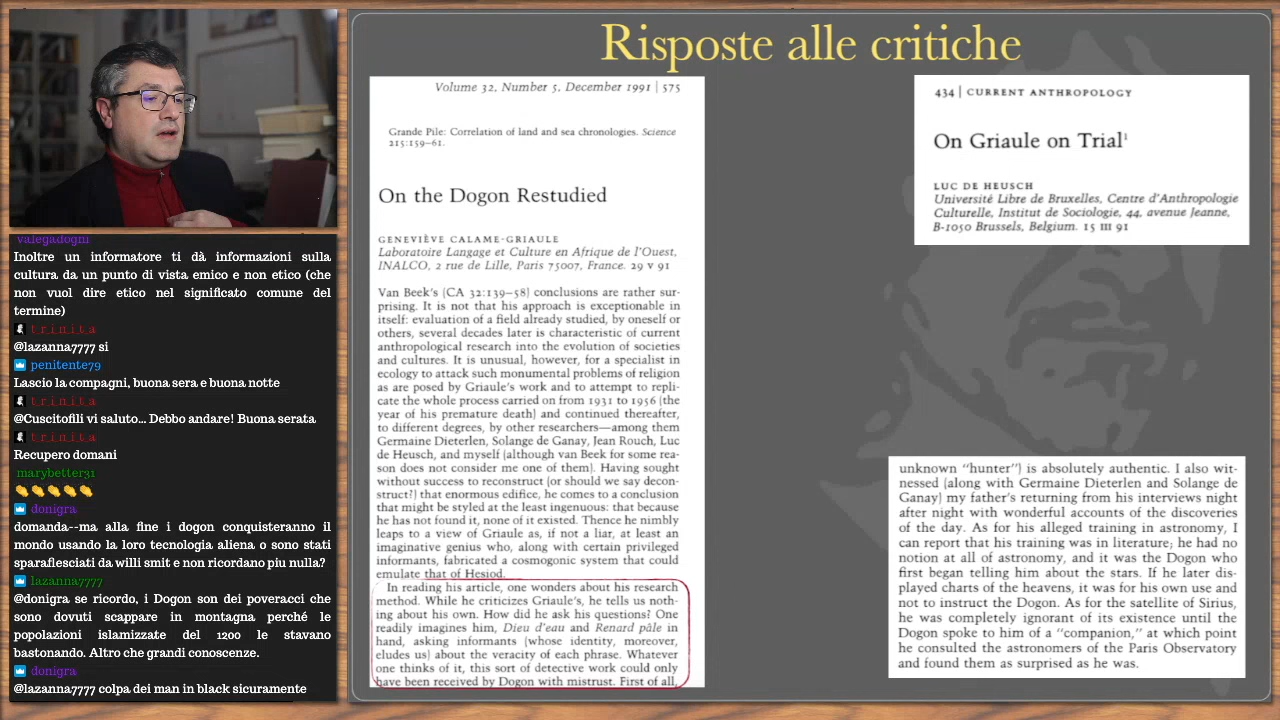 Risposte alle critiche
Volume 32, Number 5, December 1991 | 575
Grande Pile: Correlation of land and sea chronologies. Science
215:159–61.
On the Dogon Restudied
GENEVIÈVE CALAME-GRIAULE
Laboratoire Langage et Culture en Afrique de l'Ouest,
INALCO, 2 rue de Lille, Paris 75007, France. 29 V 91
Van Beek's (CA 32:139–58) conclusions are rather sur-
prising. It is not that his approach is exceptionable in
itself: evaluation of a field already studied, by oneself or
others, several decades later is characteristic of current
anthropological research into the evolution of societies
and cultures. It is unusual, however, for a specialist in
ecology to attack such monumental problems of religion
as are posed by Griaule's work and to attempt to repli-
cate the whole process carried on from 1931 to 1956 (the
year of his premature death) and continued thereafter,
to different degrees, by other researchers—among them
Germaine Dieterlen, Solange de Ganay, Jean Rouch, Luc
de Heusch, and myself (although van Beek for some rea-
son does not consider me one of them). Having sought
without success to reconstruct (or should we say decon-
struct?) that enormous edifice, he comes to a conclusion
that might be styled at the least ingenuous: that because
he has not found it, none of it existed. Thence he nimbly
leaps to a view of Griaule as, if not a liar, at least an
imaginative genius who, along with certain privileged
informants, fabricated a cosmogonic system that could
emulate that of Hesiod.
In reading his article, one wonders about his research
method. While he criticizes Griaule's, he tells us noth-
ing about his own. How did he ask his questions? One
readily imagines him, Dieu d'eau and Renard pâle in
hand, asking informants (whose identity, moreover,
eludes us) about the veracity of each phrase. Whatever
one thinks of it, this sort of detective work could only
have been received by Dogon with mistrust. First of all,
434 | CURRENT ANTHROPOLOGY
On Griaule on Trial¹
LUC DE HEUSCH
Université Libre de Bruxelles, Centre d'Anthropologie
Culturelle, Institut de Sociologie, 44, avenue Jeanne,
B-1050 Brussels, Belgium. 15 III 91
unknown "hunter") is absolutely authentic. I also wit-
nessed (along with Germaine Dieterlen and Solange de
Ganay) my father's returning from his interviews night
after night with wonderful accounts of the discoveries
of the day. As for his alleged training in astronomy, I
can report that his training was in literature; he had no
notion at all of astronomy, and it was the Dogon who
first began telling him about the stars. If he later dis-
played charts of the heavens, it was for his own use and
not to instruct the Dogon. As for the satellite of Sirius,
he was completely ignorant of its existence until the
Dogon spoke to him of a "companion," at which point
he consulted the astronomers of the Paris Observatory
and found them as surprised as he was.
valegadogni
Inoltre un informatore ti dà informazioni sulla
cultura da un punto di vista emico e non etico (che
non vuol dire etico nel significato comune del
termine)
t_r_i_n_i_t_a
@lazanna7777 si
penitente79
Lascio la compagni, buona sera e buona notte
t_r_i_n_i_t_a
@Cuscitofili vi saluto... Debbo andare! Buona serata
t_r_i_n_i_t_a
Recupero domani
marybetter31
👏👏👏👏👏
donigra
domanda--ma alla fine i dogon conquisteranno il
mondo usando la loro tecnologia aliena o sono stati
sparaflesciati da willi smit e non ricordano piu nulla?
lazanna7777
@donigra se ricordo, i Dogon son dei poveracci che
sono dovuti scappare in montagna perché le
popolazioni islamizzate del 1200 le stavano
bastonando. Altro che grandi conoscenze.
donigra
@lazanna7777 colpa dei man in black sicuramente